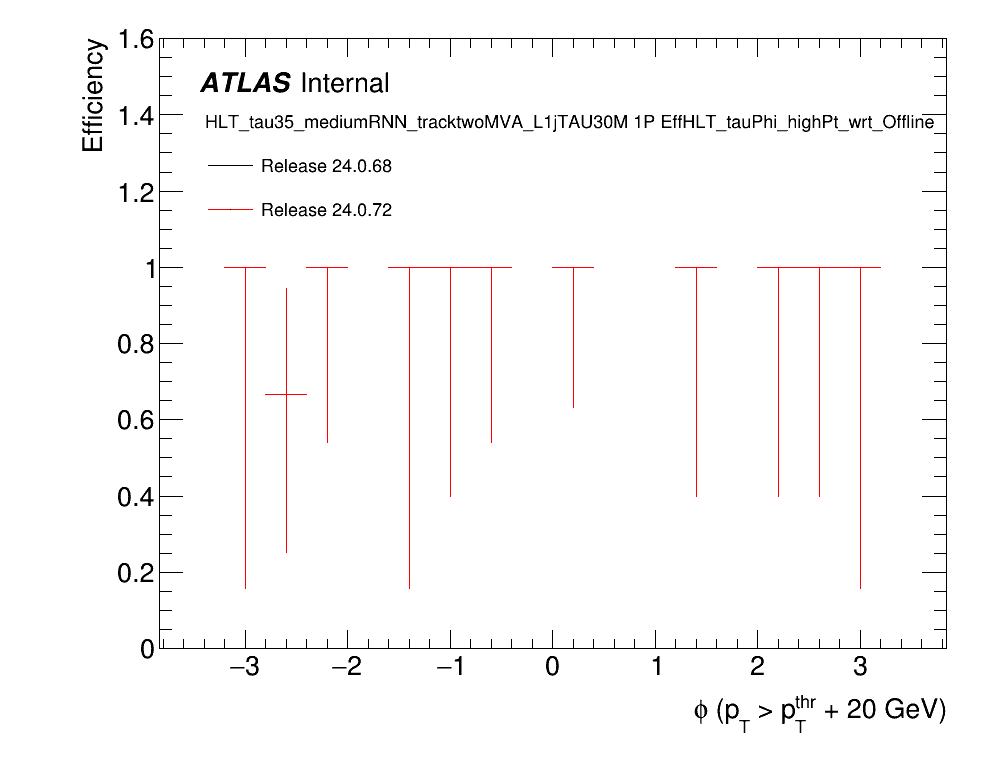 Efficiency
1.6
1.4
1.2
1
0.8
0.6
0.4
0.2
0
ATLAS Internal
HLT_tau35_mediumRNN_tracktwoMVA_L1jTAU30M 1P EffHLT_tauPhi_highPt_wrt_Offline
Release 24.0.68
Release 24.0.72
−3 −2 −1 0 1 2 3
ϕ (p_T > p_T^thr + 20 GeV)